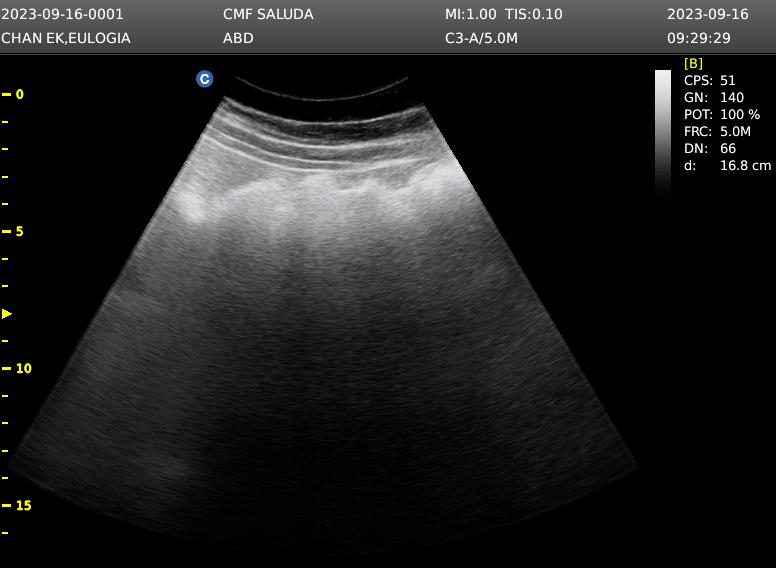 2023-09-16-0001 CMF SALUDA MI:1.00 TIS:0.10 2023-09-16
CHAN EK,EULOGIA ABD C3-A/5.0M 09:29:29
[B]
CPS: 51
GN: 140
POT: 100 %
FRC: 5.0M
DN: 66
d: 16.8 cm
C
0
5
10
15